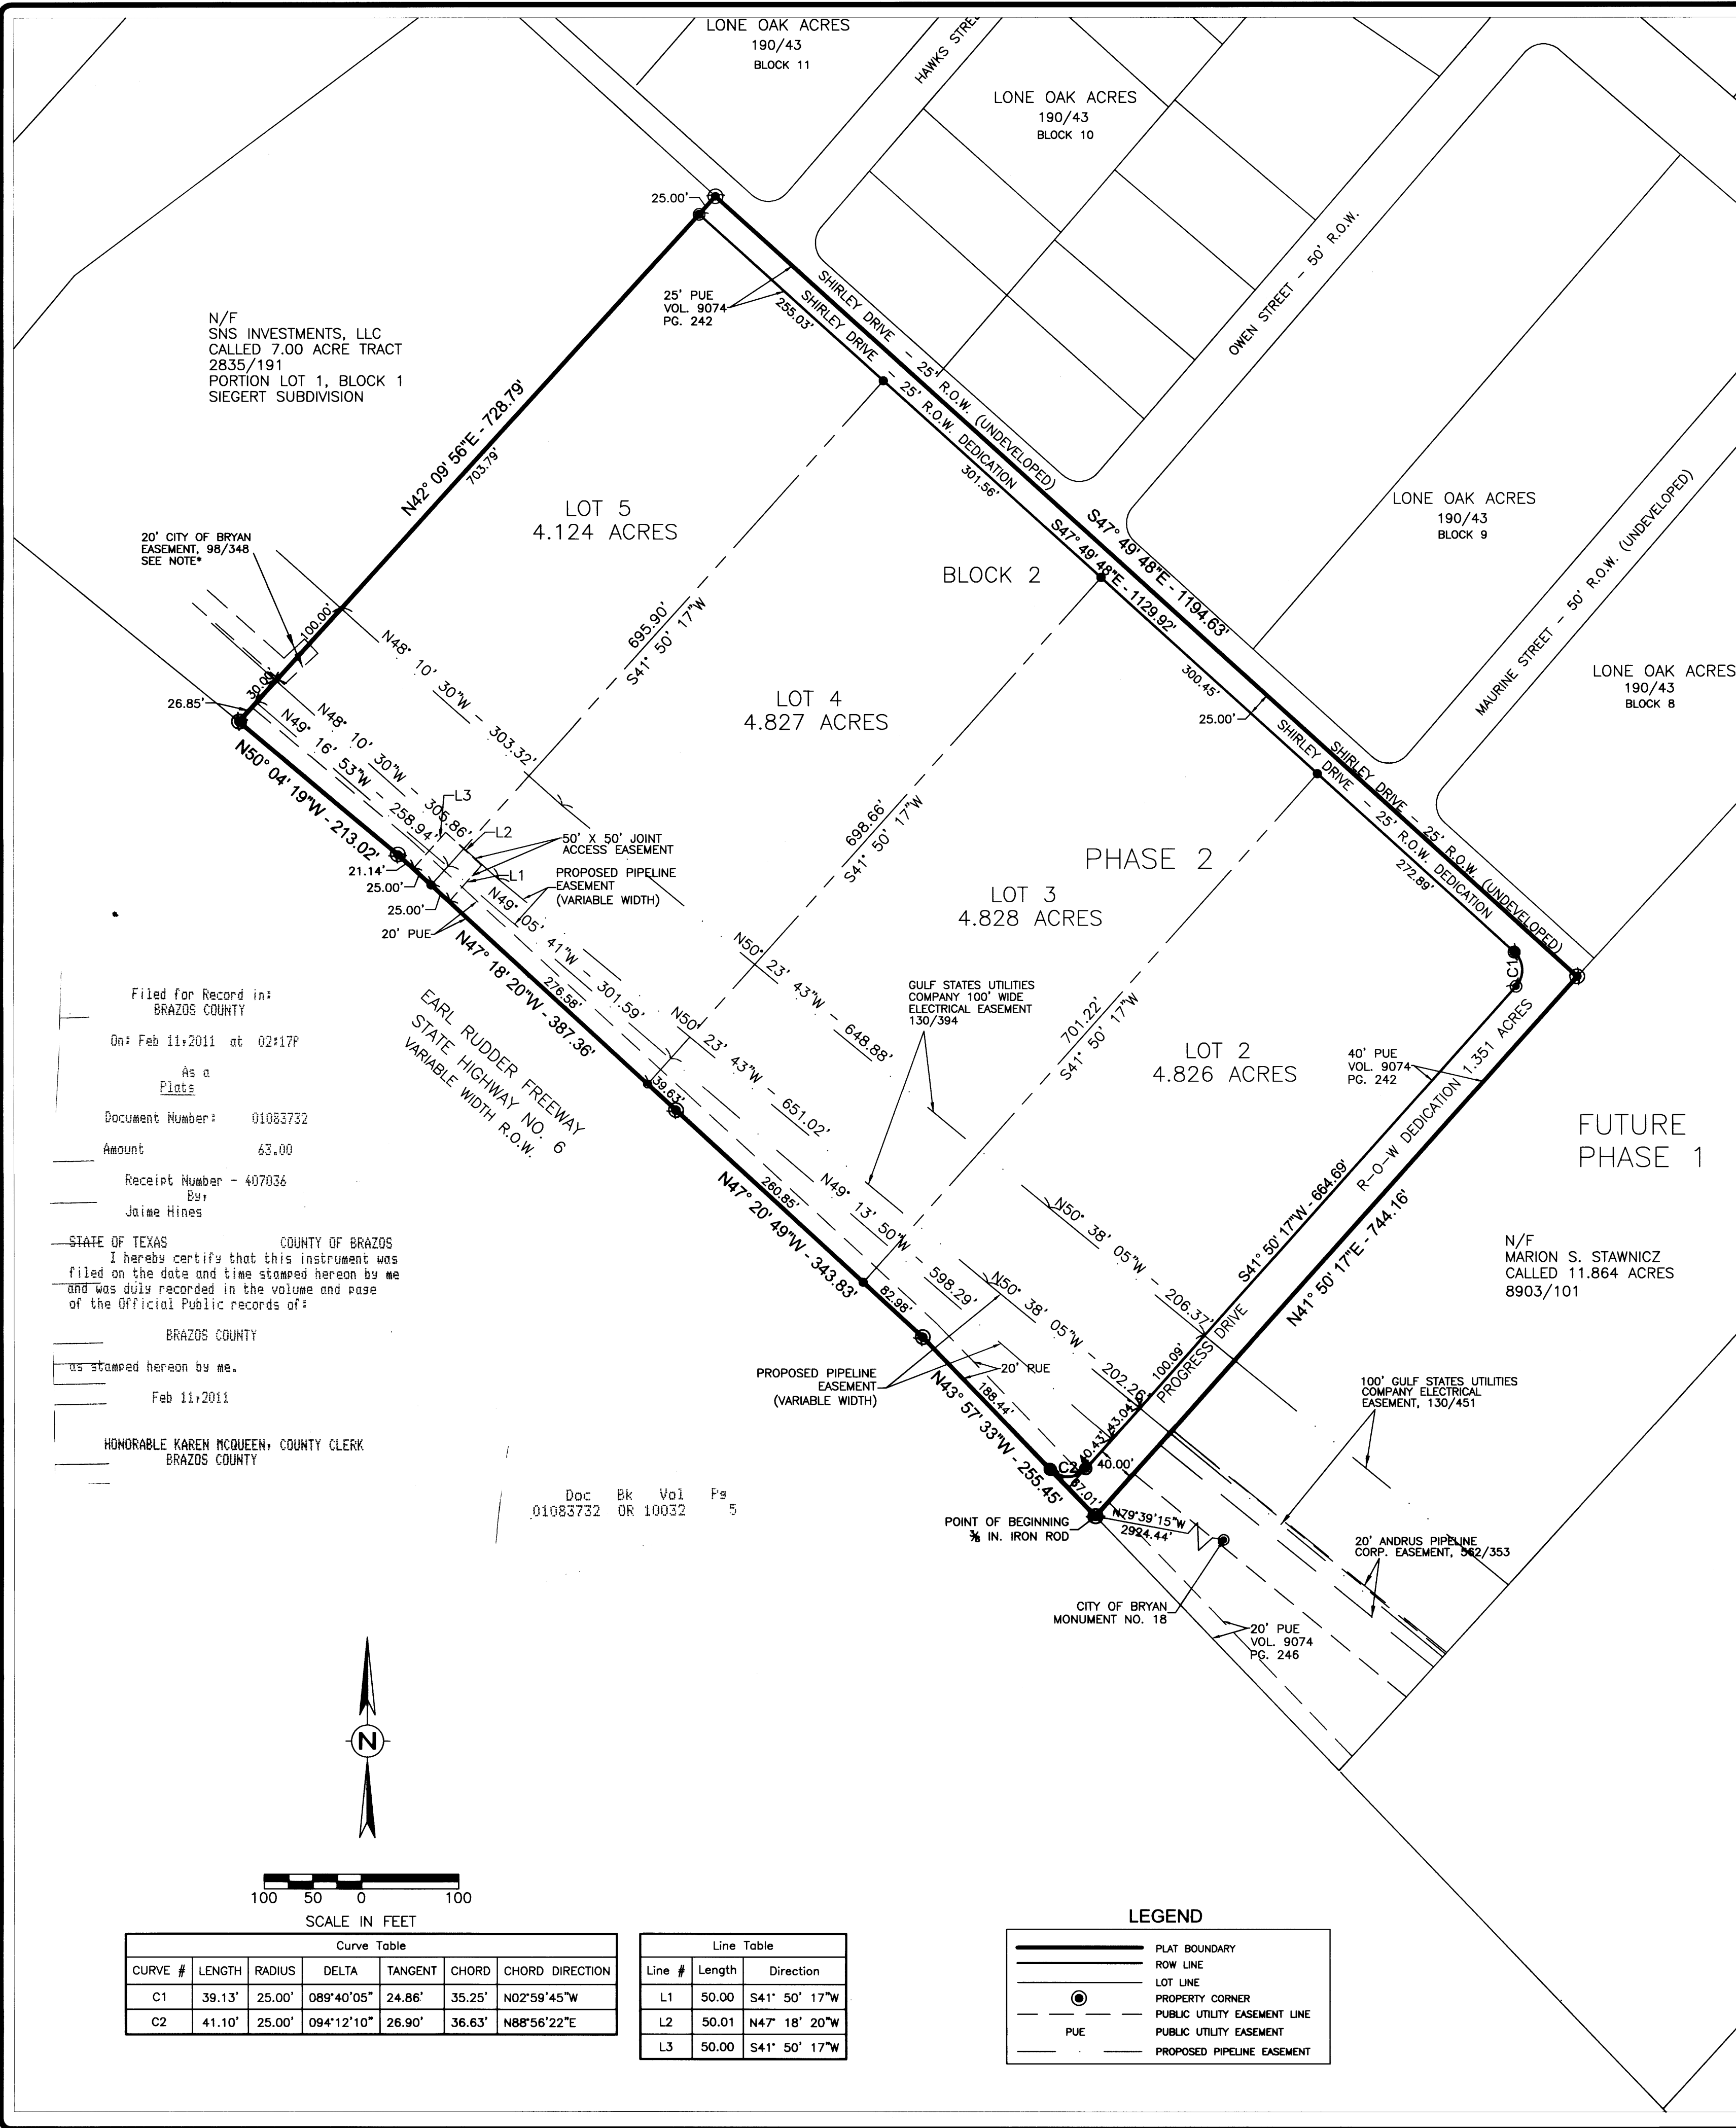 LONE OAK ACRES
190/43
BLOCK 11
LONE OAK ACRES
190/43
BLOCK 10
OWEN STREET - 50' R.O.W.
25.00'
25' PUE
VOL. 9074
PG. 242
SHIRLEY DRIVE - 25' R.O.W. (UNDEVELOPED)
SHIRLEY DRIVE - 25' R.O.W. DEDICATION
255.03'
301.56'
S47° 49' 48"E - 1194.63'
S47° 49' 48"E - 1129.92'
300.45'
25.00'
N/F
SNS INVESTMENTS, LLC
CALLED 7.00 ACRE TRACT
2835/191
PORTION LOT 1, BLOCK 1
SIEGERT SUBDIVISION
N42° 09' 56"E - 728.79'
703.79'
LOT 5
4.124 ACRES
BLOCK 2
LONE OAK ACRES
190/43
BLOCK 9
MAURINE STREET - 50' R.O.W. (UNDEVELOPED)
LONE OAK ACRES
190/43
BLOCK 8
20' CITY OF BRYAN
EASEMENT, 98/348
SEE NOTE*
100.00'
30.00'
26.85'
N48° 10' 30"W - 303.32'
N48° 10' 30"W - 305.86'
N49° 16' 53"W - 258.94'
N50° 04' 19"W - 213.02'
695.90'
S41° 50' 17"W
LOT 4
4.827 ACRES
698.66'
S41° 50' 17"W
PHASE 2
LOT 3
4.828 ACRES
SHIRLEY DRIVE - 25' R.O.W. (UNDEVELOPED)
SHIRLEY DRIVE - 25' R.O.W. DEDICATION
272.89'
C1
L3
L2
L1
50' X 50' JOINT
ACCESS EASEMENT
PROPOSED PIPELINE
EASEMENT
(VARIABLE WIDTH)
21.14'
25.00'
25.00'
20' PUE
N49° 05' 41"W - 301.59'
N47° 18' 20"W - 387.36'
276.58'
39.63'
N50° 23' 43"W - 648.88'
N50° 23' 43"W - 651.02'
EARL RUDDER FREEWAY
STATE HIGHWAY NO. 6
VARIABLE WIDTH R.O.W.
GULF STATES UTILITIES
COMPANY 100' WIDE
ELECTRICAL EASEMENT
130/394
701.22'
S41° 50' 17"W
LOT 2
4.826 ACRES
40' PUE
VOL. 9074
PG. 242
R-O-W DEDICATION 1.351 ACRES
S41° 50' 17"W - 664.69'
N41° 50' 17"E - 744.16'
PROGRESS DRIVE
FUTURE
PHASE 1
N/F
MARION S. STAWNICZ
CALLED 11.864 ACRES
8903/101
N47° 20' 49"W - 343.83'
260.85'
82.98'
N49° 13' 50"W - 598.29'
N50° 38' 05"W - 206.37'
N50° 38' 05"W - 202.26'
100.09'
43.04'
PROPOSED PIPELINE
EASEMENT
(VARIABLE WIDTH)
20' PUE
N43° 57' 33"W - 255.45'
188.44'
C2
40.00'
67.01'
POINT OF BEGINNING
⅜ IN. IRON ROD
N79°39'15"W
2924.44'
CITY OF BRYAN
MONUMENT NO. 18
100' GULF STATES UTILITIES
COMPANY ELECTRICAL
EASEMENT, 130/451
20' ANDRUS PIPELINE
CORP. EASEMENT, 562/353
20' PUE
VOL. 9074
PG. 246
Filed for Record in:
BRAZOS COUNTY
On: Feb 11,2011 at 02:17P
As a
Plats
Document Number: 01083732
Amount 63.00
Receipt Number - 407036
By,
Jaime Hines
STATE OF TEXAS COUNTY OF BRAZOS
I hereby certify that this instrument was
filed on the date and time stamped hereon by me
and was duly recorded in the volume and page
of the Official Public records of:
BRAZOS COUNTY
as stamped hereon by me.
Feb 11,2011
HONORABLE KAREN MCQUEEN, COUNTY CLERK
BRAZOS COUNTY
Doc Bk Vol Pg
01083732 OR 10032 5
N
100 50 0 100
SCALE IN FEET
Curve Table
CURVE # LENGTH RADIUS DELTA TANGENT CHORD CHORD DIRECTION
C1 39.13' 25.00' 089°40'05" 24.86' 35.25' N02°59'45"W
C2 41.10' 25.00' 094°12'10" 26.90' 36.63' N88°56'22"E
Line Table
Line # Length Direction
L1 50.00 S41° 50' 17"W
L2 50.01 N47° 18' 20"W
L3 50.00 S41° 50' 17"W
LEGEND
PLAT BOUNDARY
ROW LINE
LOT LINE
PROPERTY CORNER
PUBLIC UTILITY EASEMENT LINE
PUE PUBLIC UTILITY EASEMENT
PROPOSED PIPELINE EASEMENT